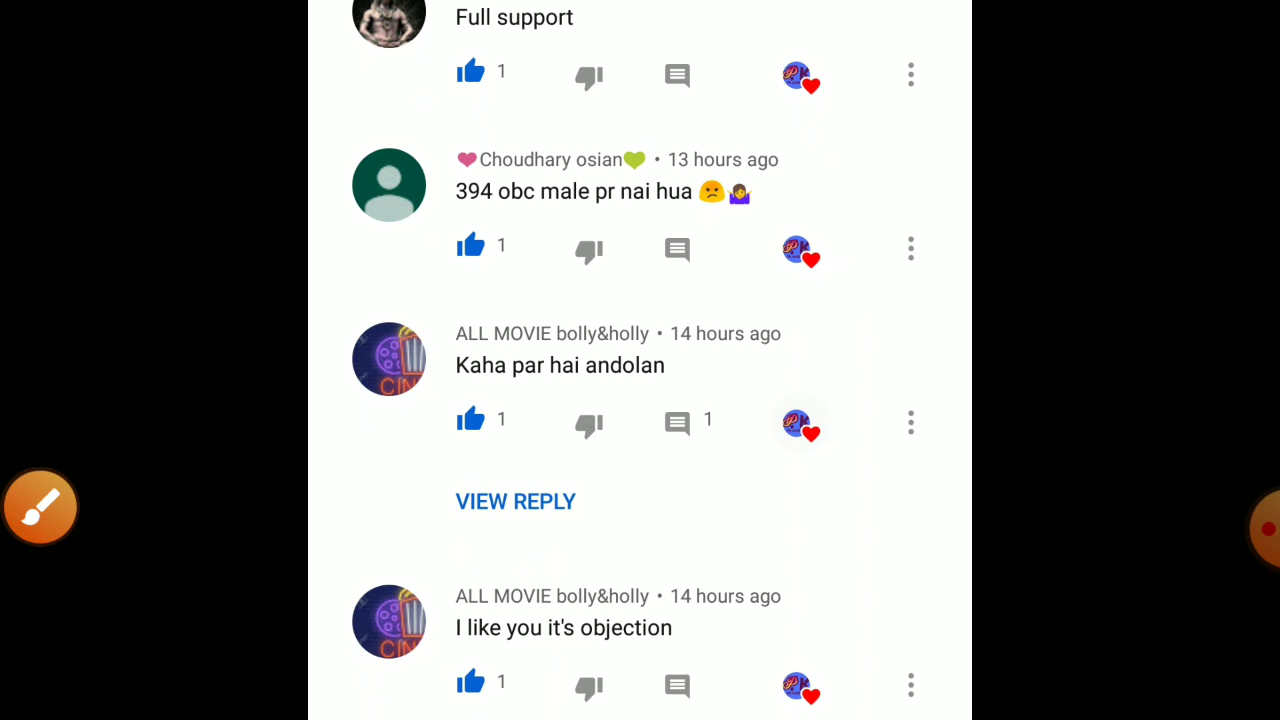 Full support
1
❤Choudhary osian💚 • 13 hours ago
394 obc male pr nai hua 😕🤷‍♀️
1
ALL MOVIE bolly&holly • 14 hours ago
Kaha par hai andolan
1 1
VIEW REPLY
ALL MOVIE bolly&holly • 14 hours ago
I like you it's objection
1